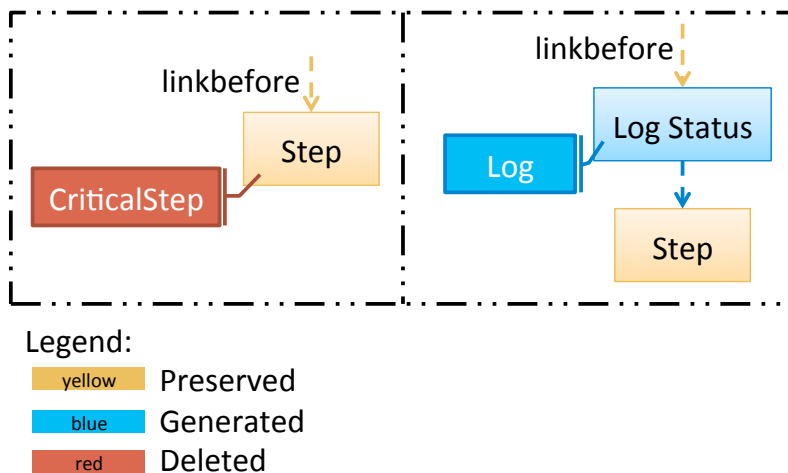 linkbefore
Step
CriticalStep
linkbefore
Log Status
Log
Step
Legend:
yellow Preserved
blue Generated
red Deleted